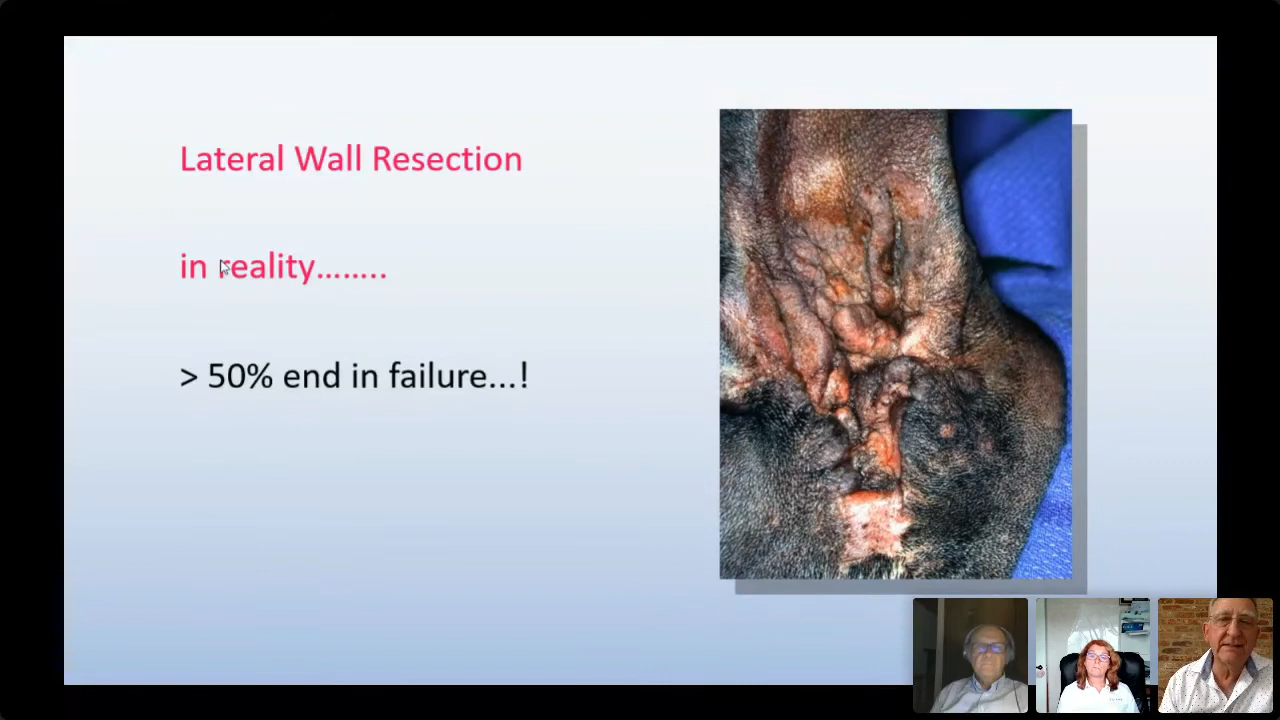 Lateral Wall Resection
in reality........
> 50% end in failure...!